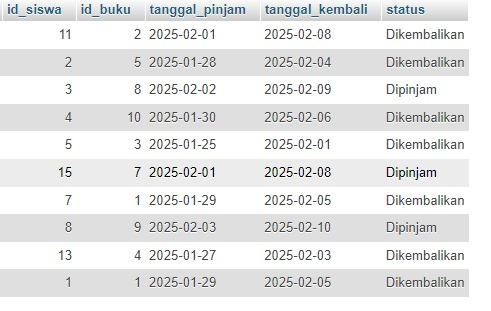 id_siswa id_buku tanggal_pinjam tanggal_kembali status
11 2 2025-02-01 2025-02-08 Dikembalikan
2 5 2025-01-28 2025-02-04 Dikembalikan
3 8 2025-02-02 2025-02-09 Dipinjam
4 10 2025-01-30 2025-02-06 Dikembalikan
5 3 2025-01-25 2025-02-01 Dikembalikan
15 7 2025-02-01 2025-02-08 Dipinjam
7 1 2025-01-29 2025-02-05 Dikembalikan
8 9 2025-02-03 2025-02-10 Dipinjam
13 4 2025-01-27 2025-02-03 Dikembalikan
1 1 2025-01-29 2025-02-05 Dikembalikan